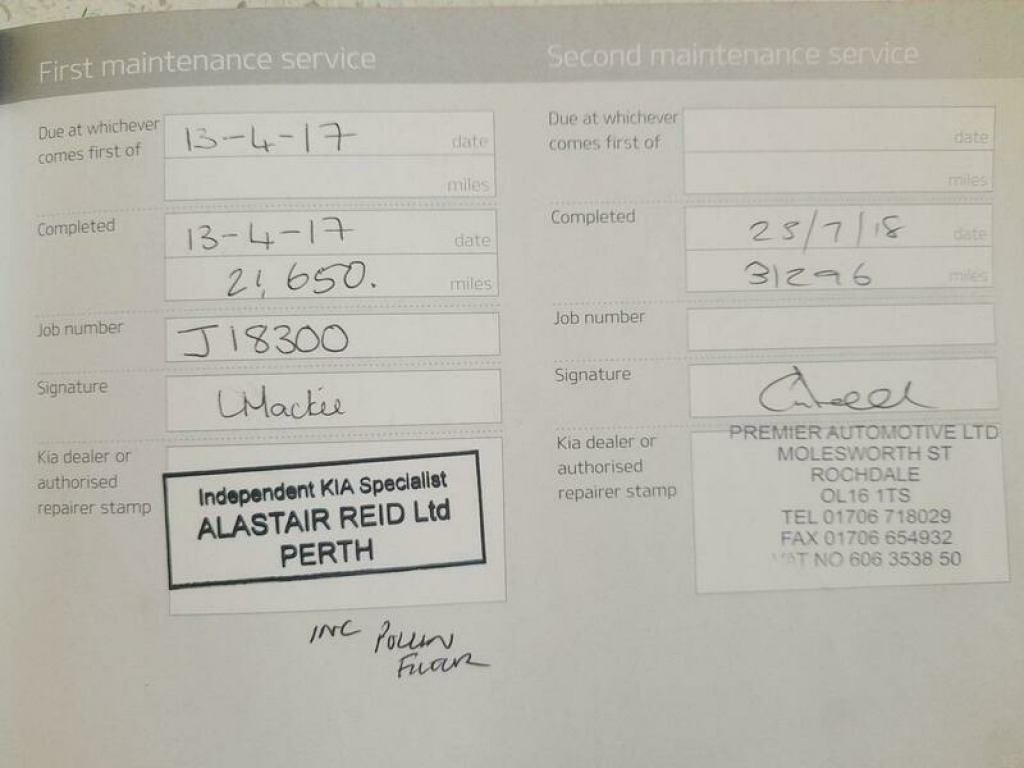 First maintenance service
Due at whichever
comes first of
13-4-17 date
miles
Completed
13-4-17 date
21,650. miles
Job number
J18300
Signature
LMackie
Kia dealer or
authorised
repairer stamp
Independent KIA Specialist
ALASTAIR REID Ltd
PERTH
INC POLLEN
FILTER
Second maintenance service
Due at whichever
comes first of
date
miles
Completed
23/7/18 date
31296 miles
Job number
Signature
Kia dealer or
authorised
repairer stamp
PREMIER AUTOMOTIVE LTD
MOLESWORTH ST
ROCHDALE
OL16 1TS
TEL 01706 718029
FAX 01706 654932
VAT NO 606 3538 50